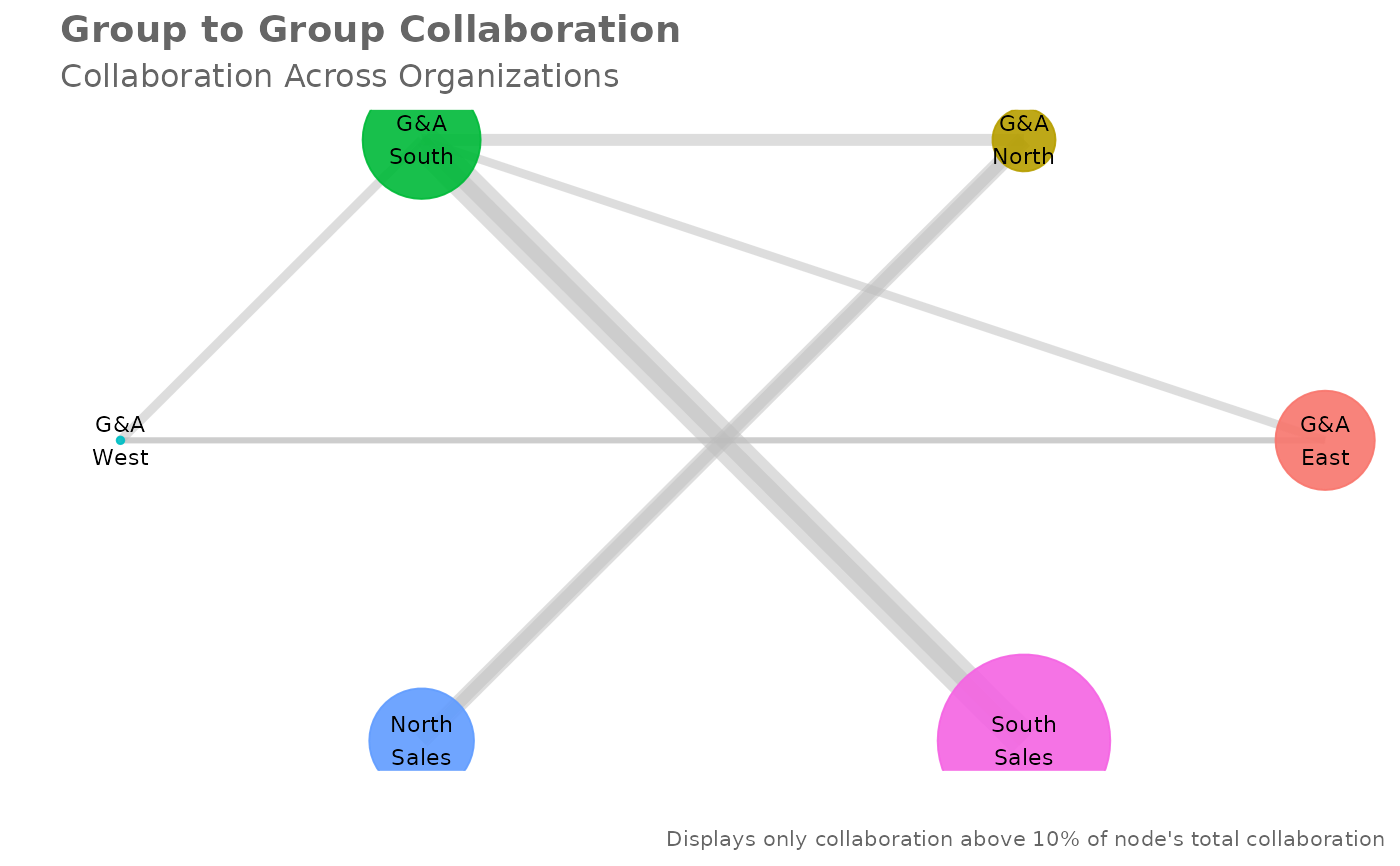 Group to Group Collaboration
Collaboration Across Organizations
G&A
South
G&A
North
G&A
West
G&A
East
North
Sales
South
Sales
Displays only collaboration above 10% of node's total collaboration